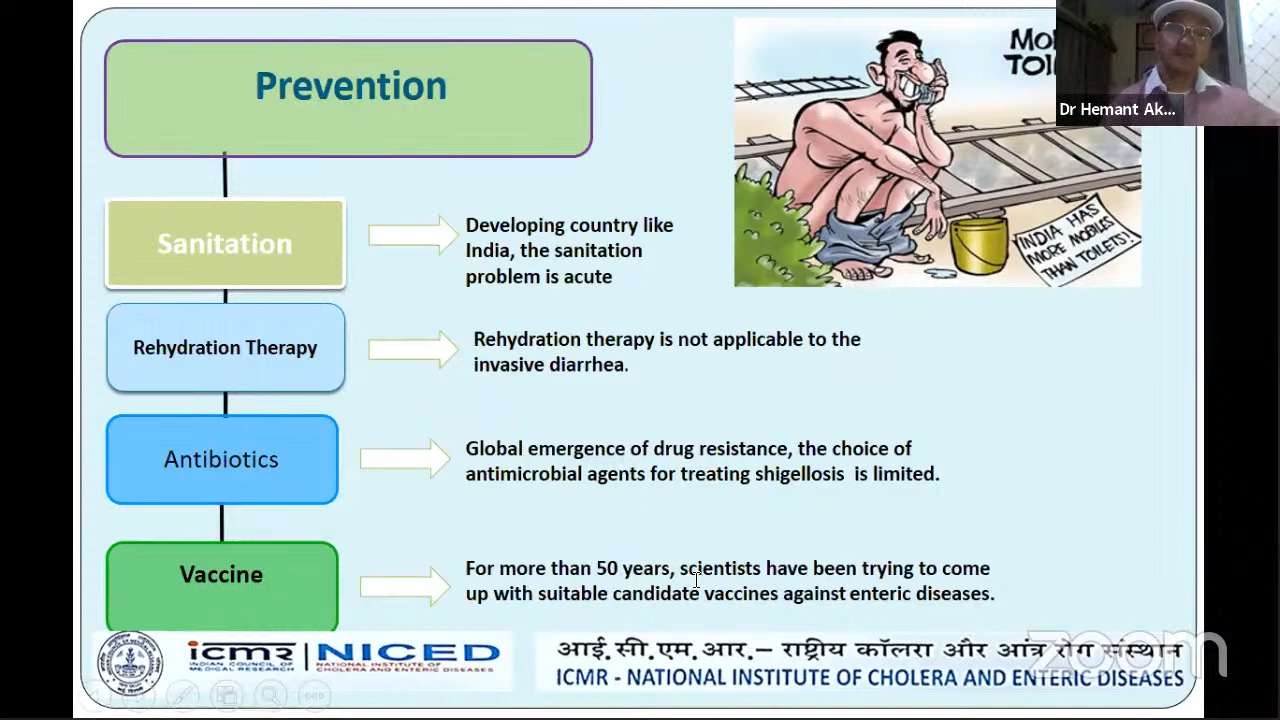 Prevention
MO
TOI
Dr Hemant Ak...
Sanitation
Developing country like
India, the sanitation
problem is acute
INDIA HAS
MORE MOBILES
THAN TOILETS!
Rehydration Therapy
Rehydration therapy is not applicable to the
invasive diarrhea.
Antibiotics
Global emergence of drug resistance, the choice of
antimicrobial agents for treating shigellosis is limited.
Vaccine
For more than 50 years, scientists have been trying to come
up with suitable candidate vaccines against enteric diseases.
icmr
INDIAN COUNCIL OF
MEDICAL RESEARCH
NICED
NATIONAL INSTITUTE OF
CHOLERA AND ENTERIC DISEASES
आई.सी.एम.आर.– राष्ट्रीय कॉलरा और आंत्र रोग संस्थान
ICMR - NATIONAL INSTITUTE OF CHOLERA AND ENTERIC DISEASES
zoom